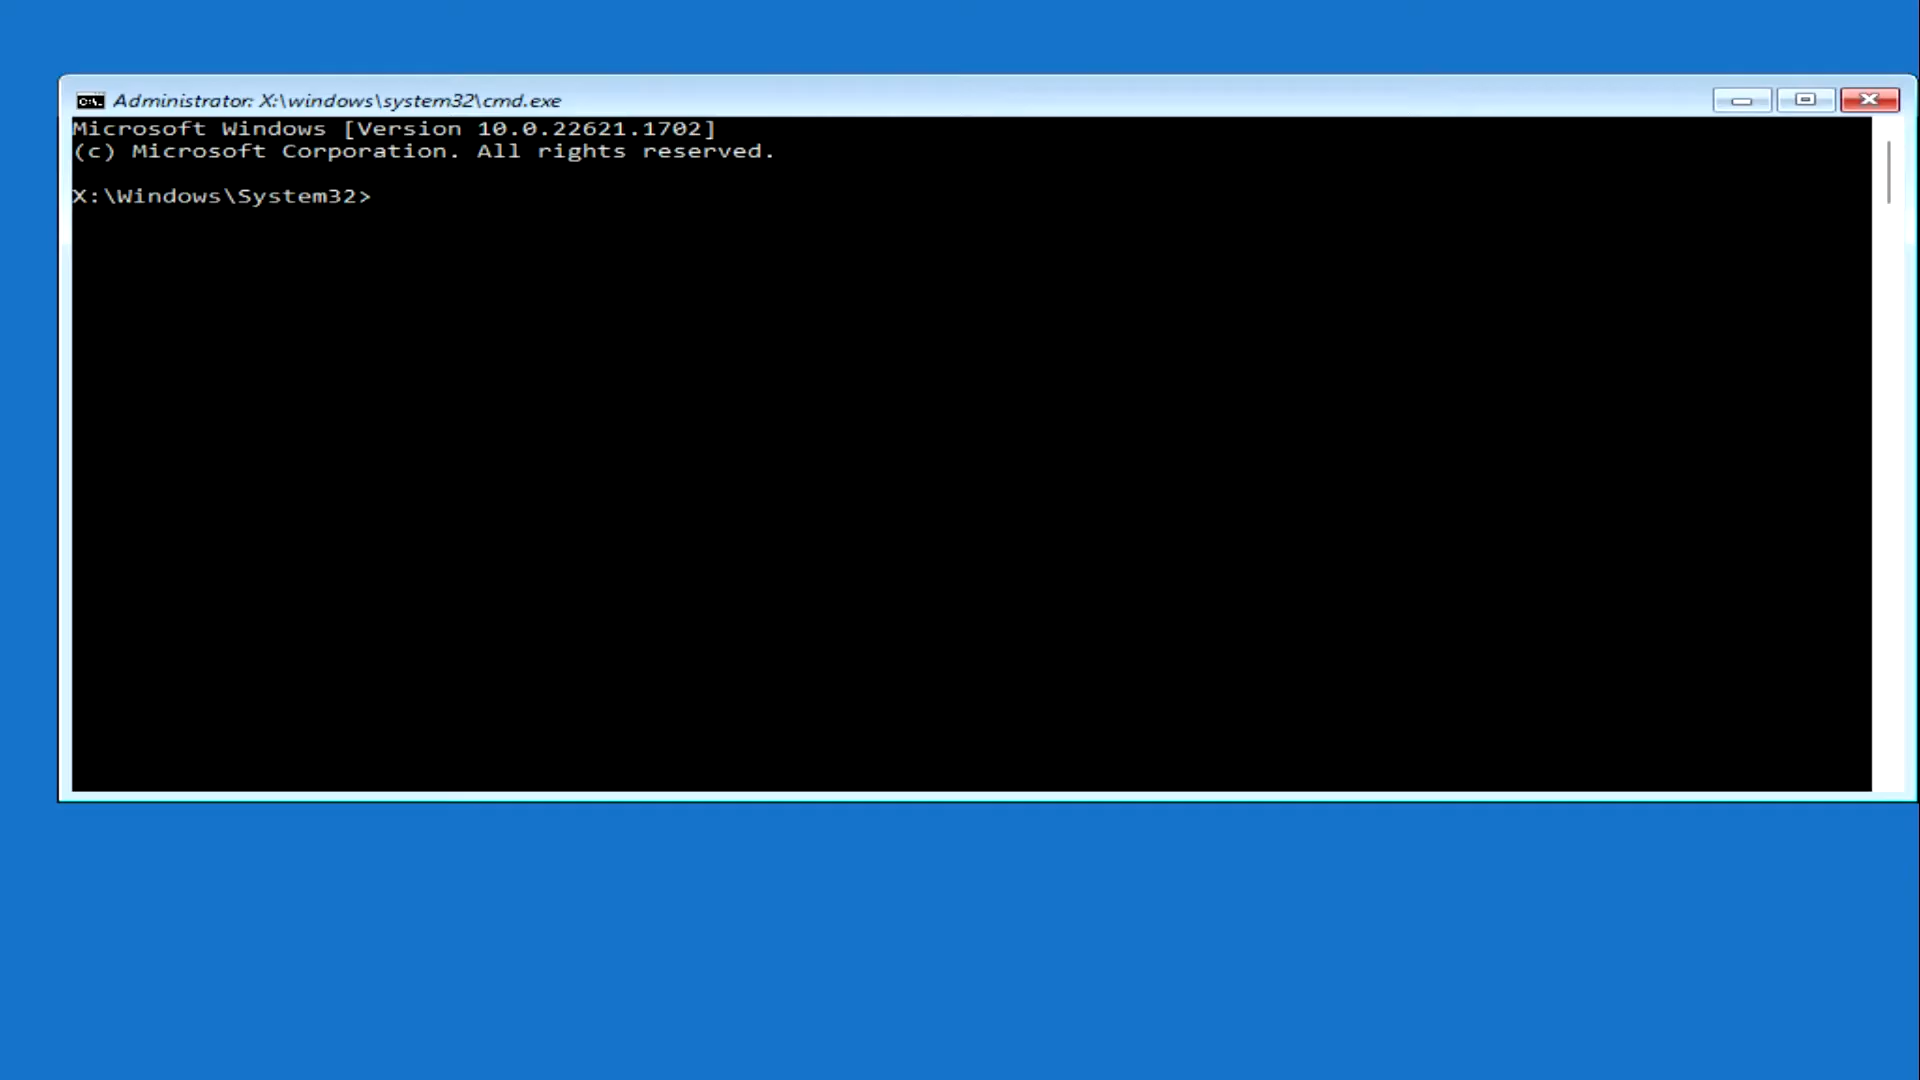 Administrator: X:\windows\system32\cmd.exe
Microsoft Windows [Version 10.0.22621.1702]
(c) Microsoft Corporation. All rights reserved.
X:\Windows\System32>